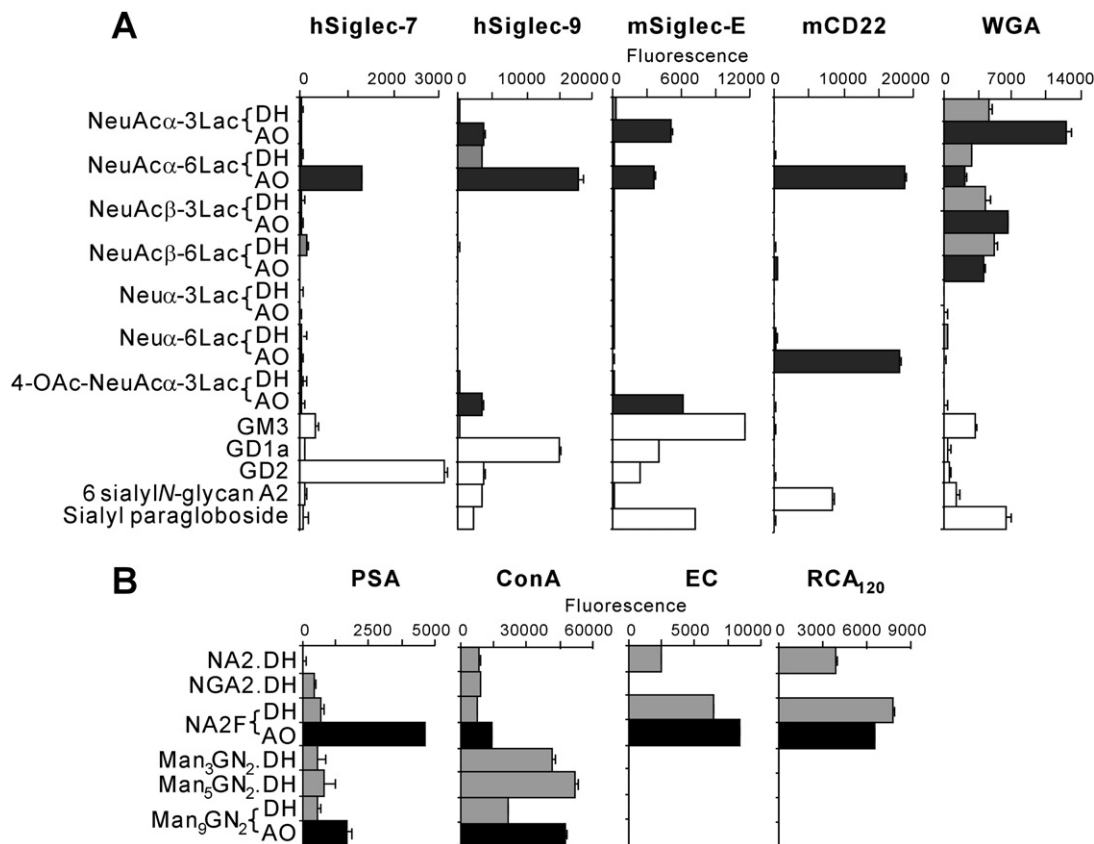 A
hSiglec-7 hSiglec-9 mSiglec-E mCD22 WGA
Fluorescence
0 2000 3000 0 10000 20000 0 6000 12000 0 10000 20000 0 7000 14000
NeuAcα-3Lac{DH
AO
NeuAcα-6Lac{DH
AO
NeuAcβ-3Lac{DH
AO
NeuAcβ-6Lac{DH
AO
Neuα-3Lac{DH
AO
Neuα-6Lac{DH
AO
4-OAc-NeuAcα-3Lac{DH
AO
GM3
GD1a
GD2
6 sialylN-glycan A2
Sialyl paragloboside
B
PSA ConA EC RCA₁₂₀
Fluorescence
0 2500 5000 0 30000 60000 0 5000 10000 0 3000 6000 9000
NA2.DH
NGA2.DH
NA2F{DH
AO
Man₃GN₂.DH
Man₅GN₂.DH
Man₉GN₂{DH
AO